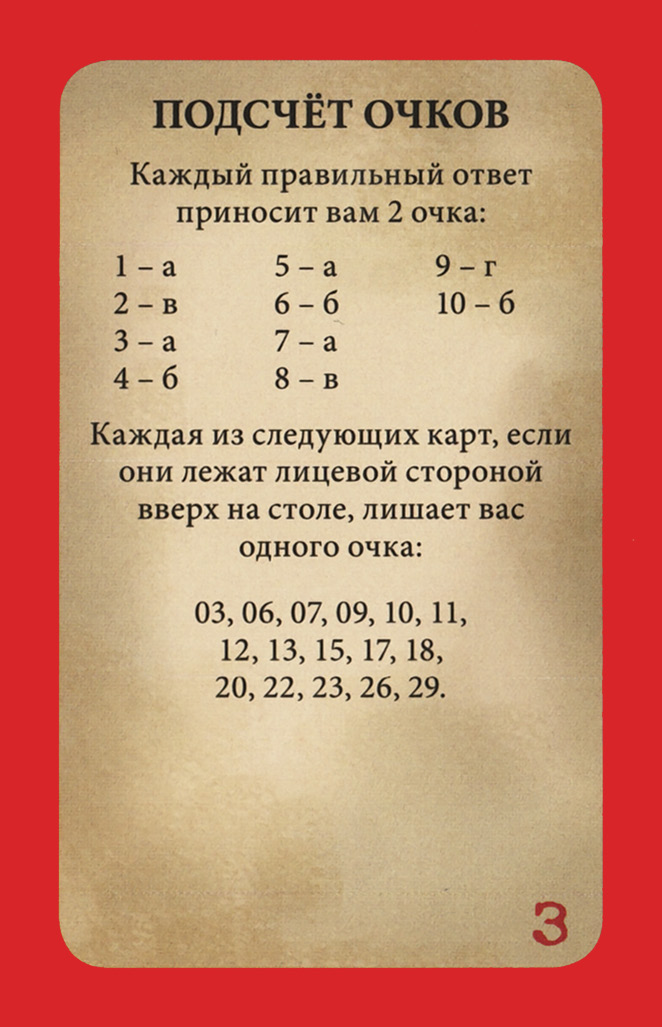 ПОДСЧЁТ ОЧКОВ
Каждый правильный ответ
приносит вам 2 очка:
1 – а 5 – а 9 – г
2 – в 6 – б 10 – б
3 – а 7 – а
4 – б 8 – в
Каждая из следующих карт, если
они лежат лицевой стороной
вверх на столе, лишает вас
одного очка:
03, 06, 07, 09, 10, 11,
12, 13, 15, 17, 18,
20, 22, 23, 26, 29.
3